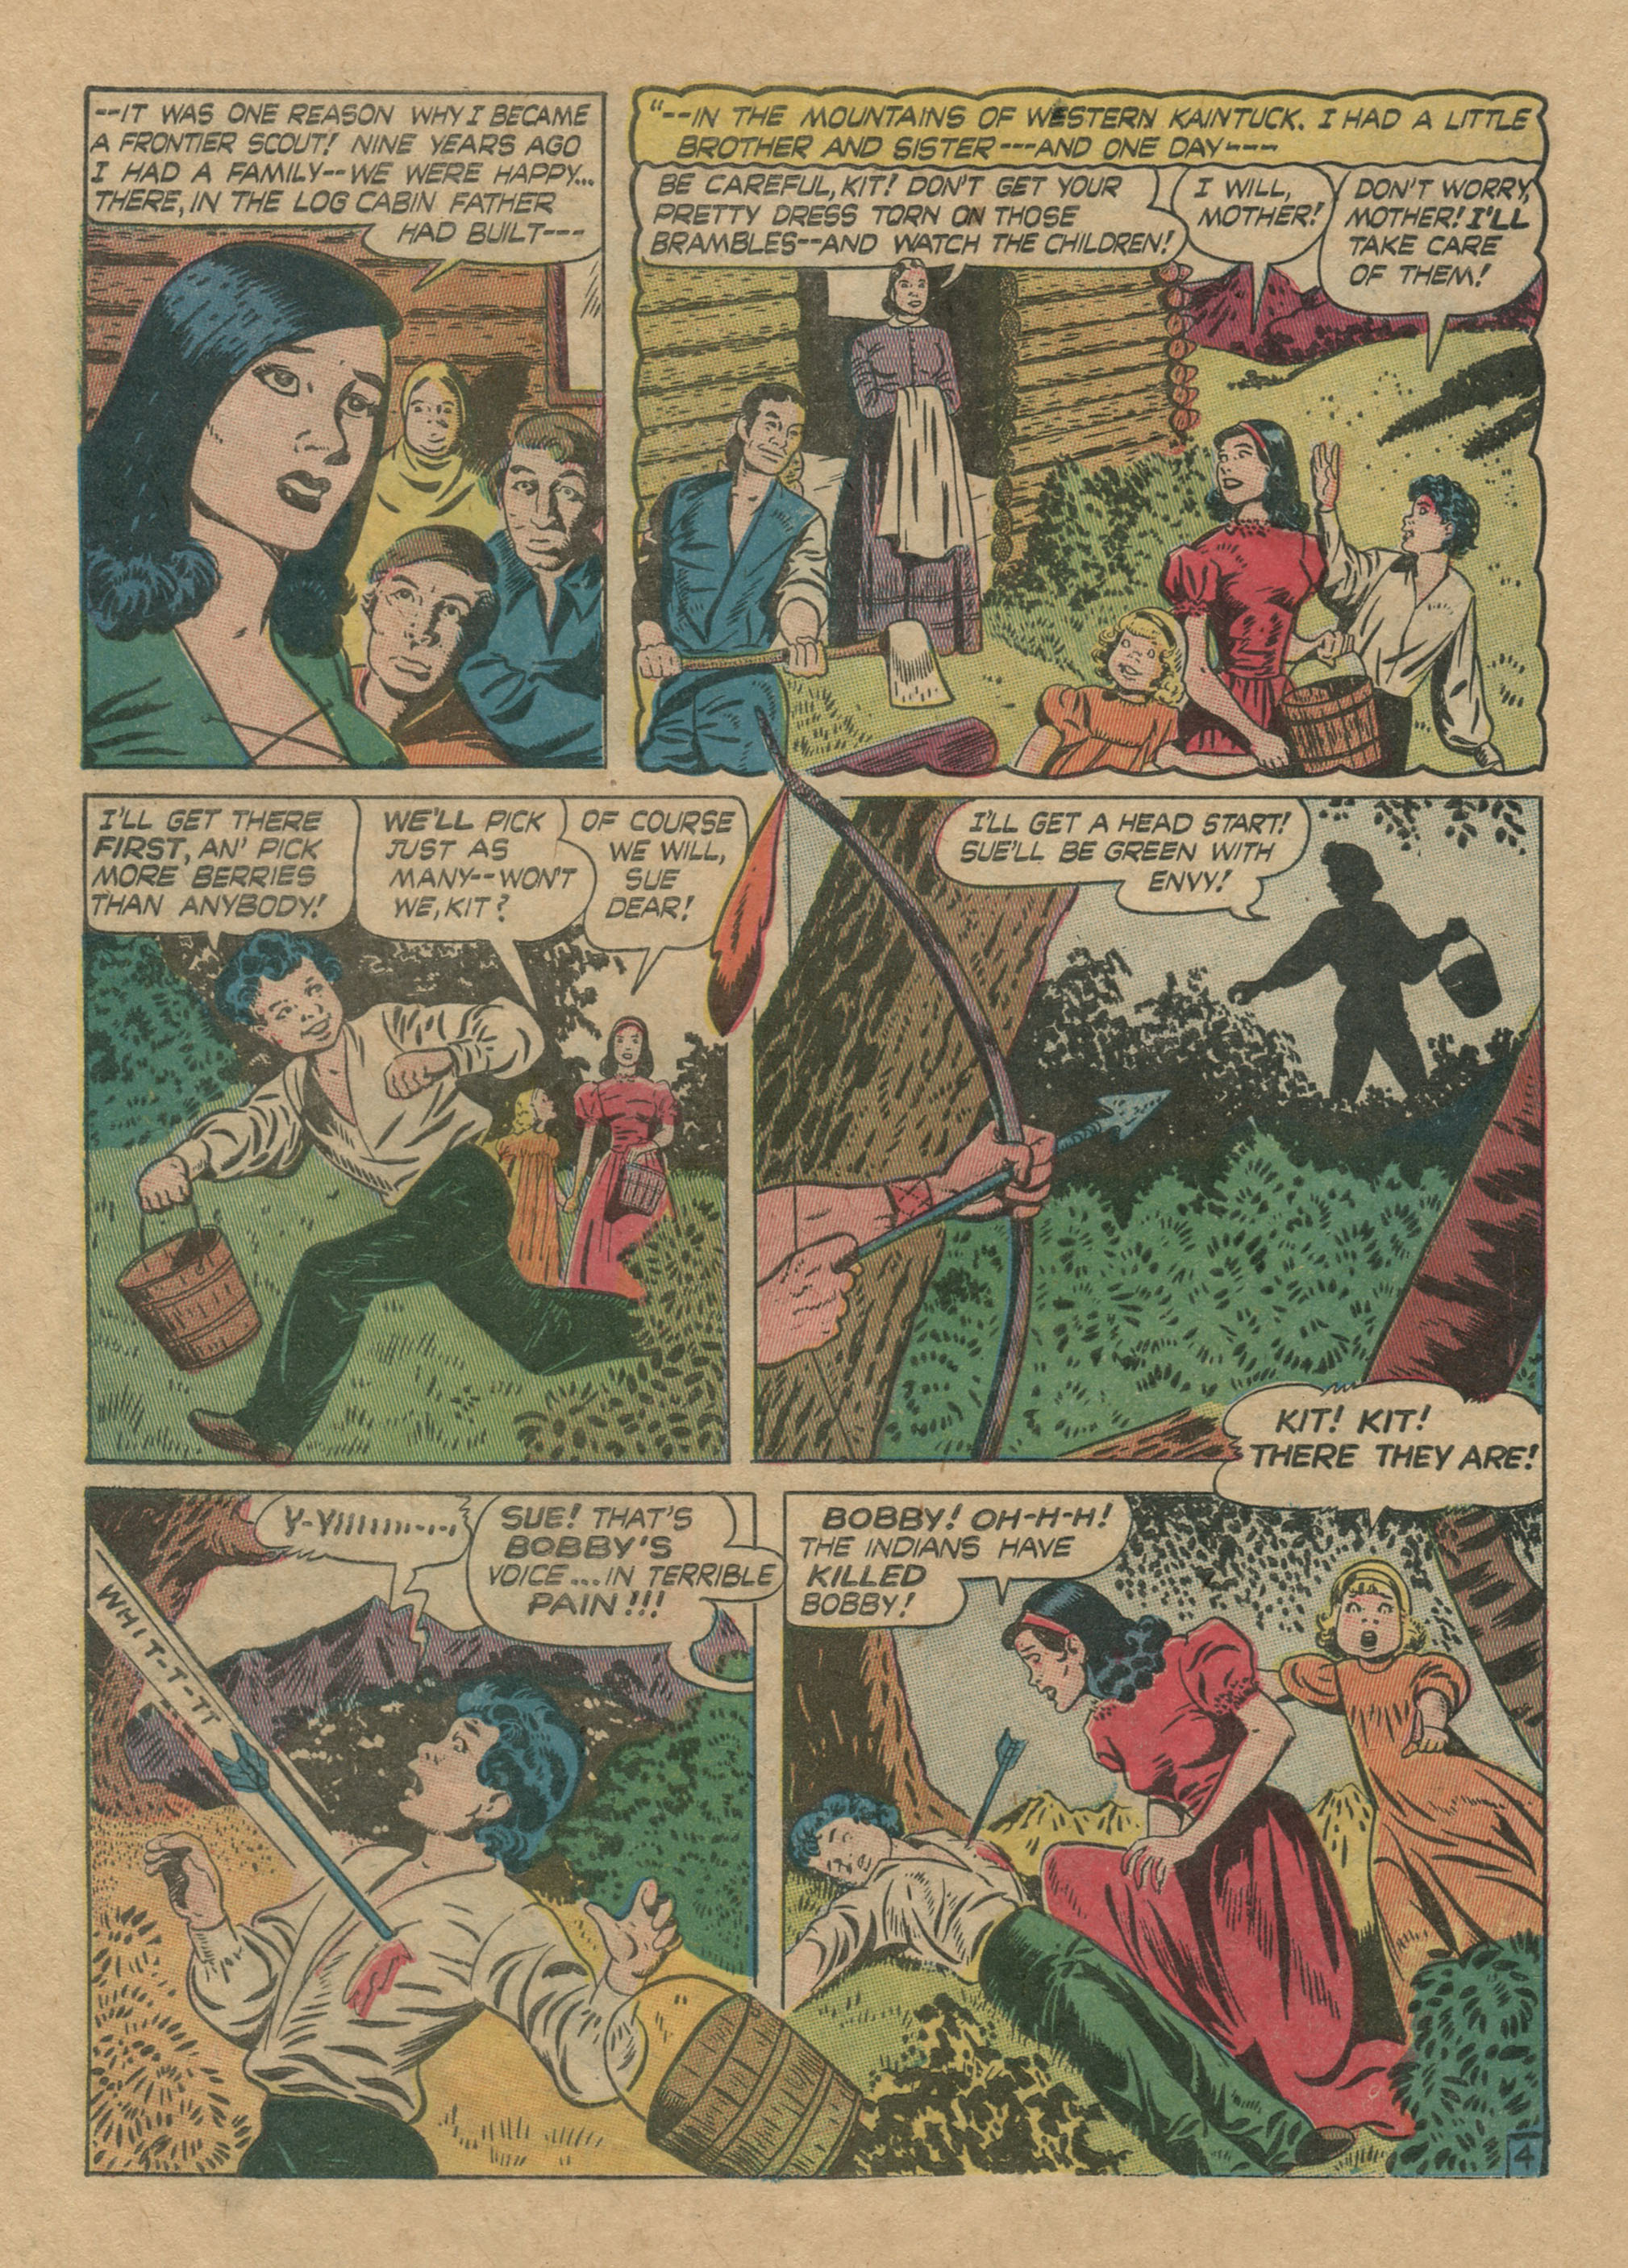 --IT WAS ONE REASON WHY I BECAME
A FRONTIER SCOUT! NINE YEARS AGO
I HAD A FAMILY--WE WERE HAPPY...
THERE, IN THE LOG CABIN FATHER
HAD BUILT---
"--IN THE MOUNTAINS OF WESTERN KAINTUCK. I HAD A LITTLE
BROTHER AND SISTER---AND ONE DAY---
BE CAREFUL, KIT! DON'T GET YOUR
PRETTY DRESS TORN ON THOSE
BRAMBLES--AND WATCH THE CHILDREN!
I WILL,
MOTHER!
DON'T WORRY,
MOTHER! I'LL
TAKE CARE
OF THEM!
I'LL GET THERE
FIRST, AN' PICK
MORE BERRIES
THAN ANYBODY!
WE'LL PICK
JUST AS
MANY--WON'T
WE, KIT?
OF COURSE
WE WILL,
SUE
DEAR!
I'LL GET A HEAD START!
SUE'LL BE GREEN WITH
ENVY!
Y-YIIIIIII-.-.,
SUE! THAT'S
BOBBY'S
VOICE...IN TERRIBLE
PAIN!!!
WHIT-T-TT
KIT! KIT!
THERE THEY ARE!
BOBBY! OH-H-H!
THE INDIANS HAVE
KILLED
BOBBY!
4